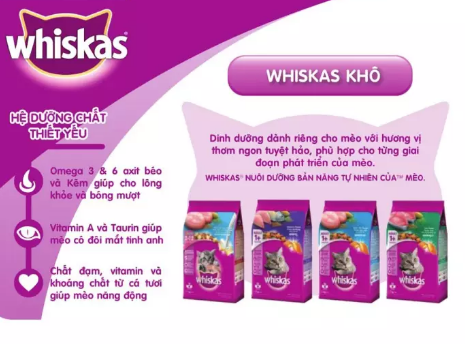 whiskas
WHISKAS KHÔ
HỆ DƯỠNG CHẤT
THIẾT YẾU
Omega 3 & 6 axit béo
và Kẽm giúp cho lông
khỏe và bóng mượt
Vitamin A và Taurin giúp
mèo có đôi mắt tinh anh
Chất đạm, vitamin và
khoáng chất từ cá tươi
giúp mèo năng động
Dinh dưỡng dành riêng cho mèo với hương vị
thơm ngon tuyệt hảo, phù hợp cho từng giai
đoạn phát triển của mèo.
WHISKAS® NUÔI DƯỠNG BẢN NĂNG TỰ NHIÊN CỦA™ MÈO.
whiskas
whiskas
whiskas
whiskas